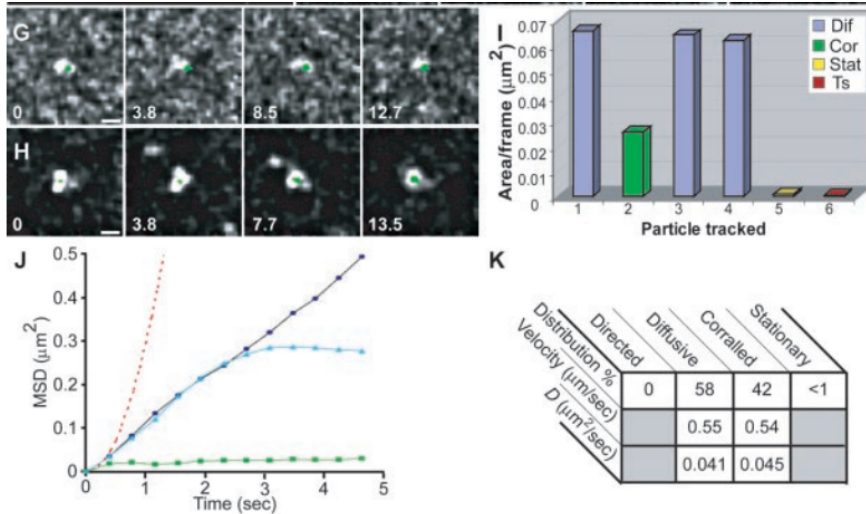 G
0
3.8
8.5
12.7
H
0
3.8
7.7
13.5
I
Area/frame (μm²)
0.07
0.06
0.05
0.04
0.03
0.02
0.01
0
1 2 3 4 5 6
Particle tracked
Dif
Cor
Stat
Ts
J
MSD (μm²)
0.5
0.4
0.3
0.2
0.1
0
0 1 2 3 4 5
Time (sec)
K
Directed
Diffusive
Corralled
Stationary
Distribution % 0 58 42 <1
Velocity (μm/sec) 0.55 0.54
D (μm²/sec) 0.041 0.045